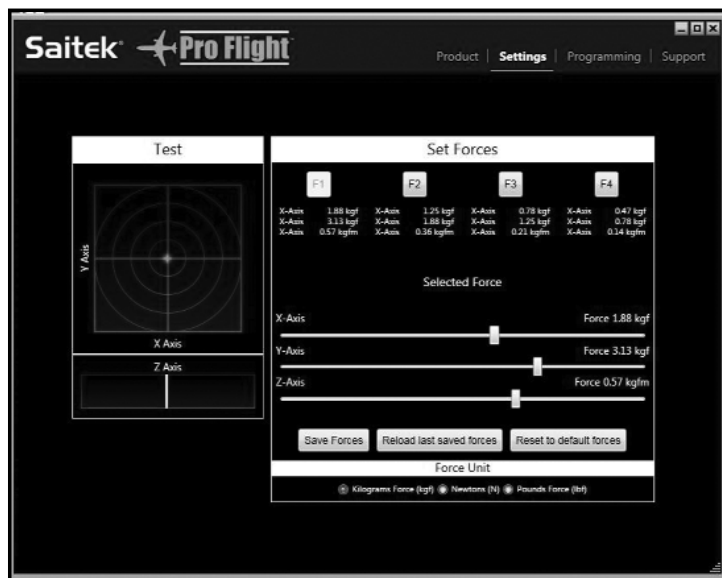 Saitek Pro Flight™
Product | Settings | Programming | Support
Test
Y Axis
X Axis
Z Axis
Set Forces
F1 F2 F3 F4
X-Axis 1.88 kgf X-Axis 1.25 kgf X-Axis 0.78 kgf X-Axis 0.47 kgf
X-Axis 3.13 kgf X-Axis 1.88 kgf X-Axis 1.25 kgf X-Axis 0.78 kgf
X-Axis 0.57 kgfm X-Axis 0.36 kgfm X-Axis 0.21 kgfm X-Axis 0.14 kgfm
Selected Force
X-Axis Force 1.88 kgf
Y-Axis Force 3.13 kgf
Z-Axis Force 0.57 kgfm
Save Forces Reload last saved forces Reset to default forces
Force Unit
Kilograms Force (kgf) Newtons (N) Pounds Force (lbf)